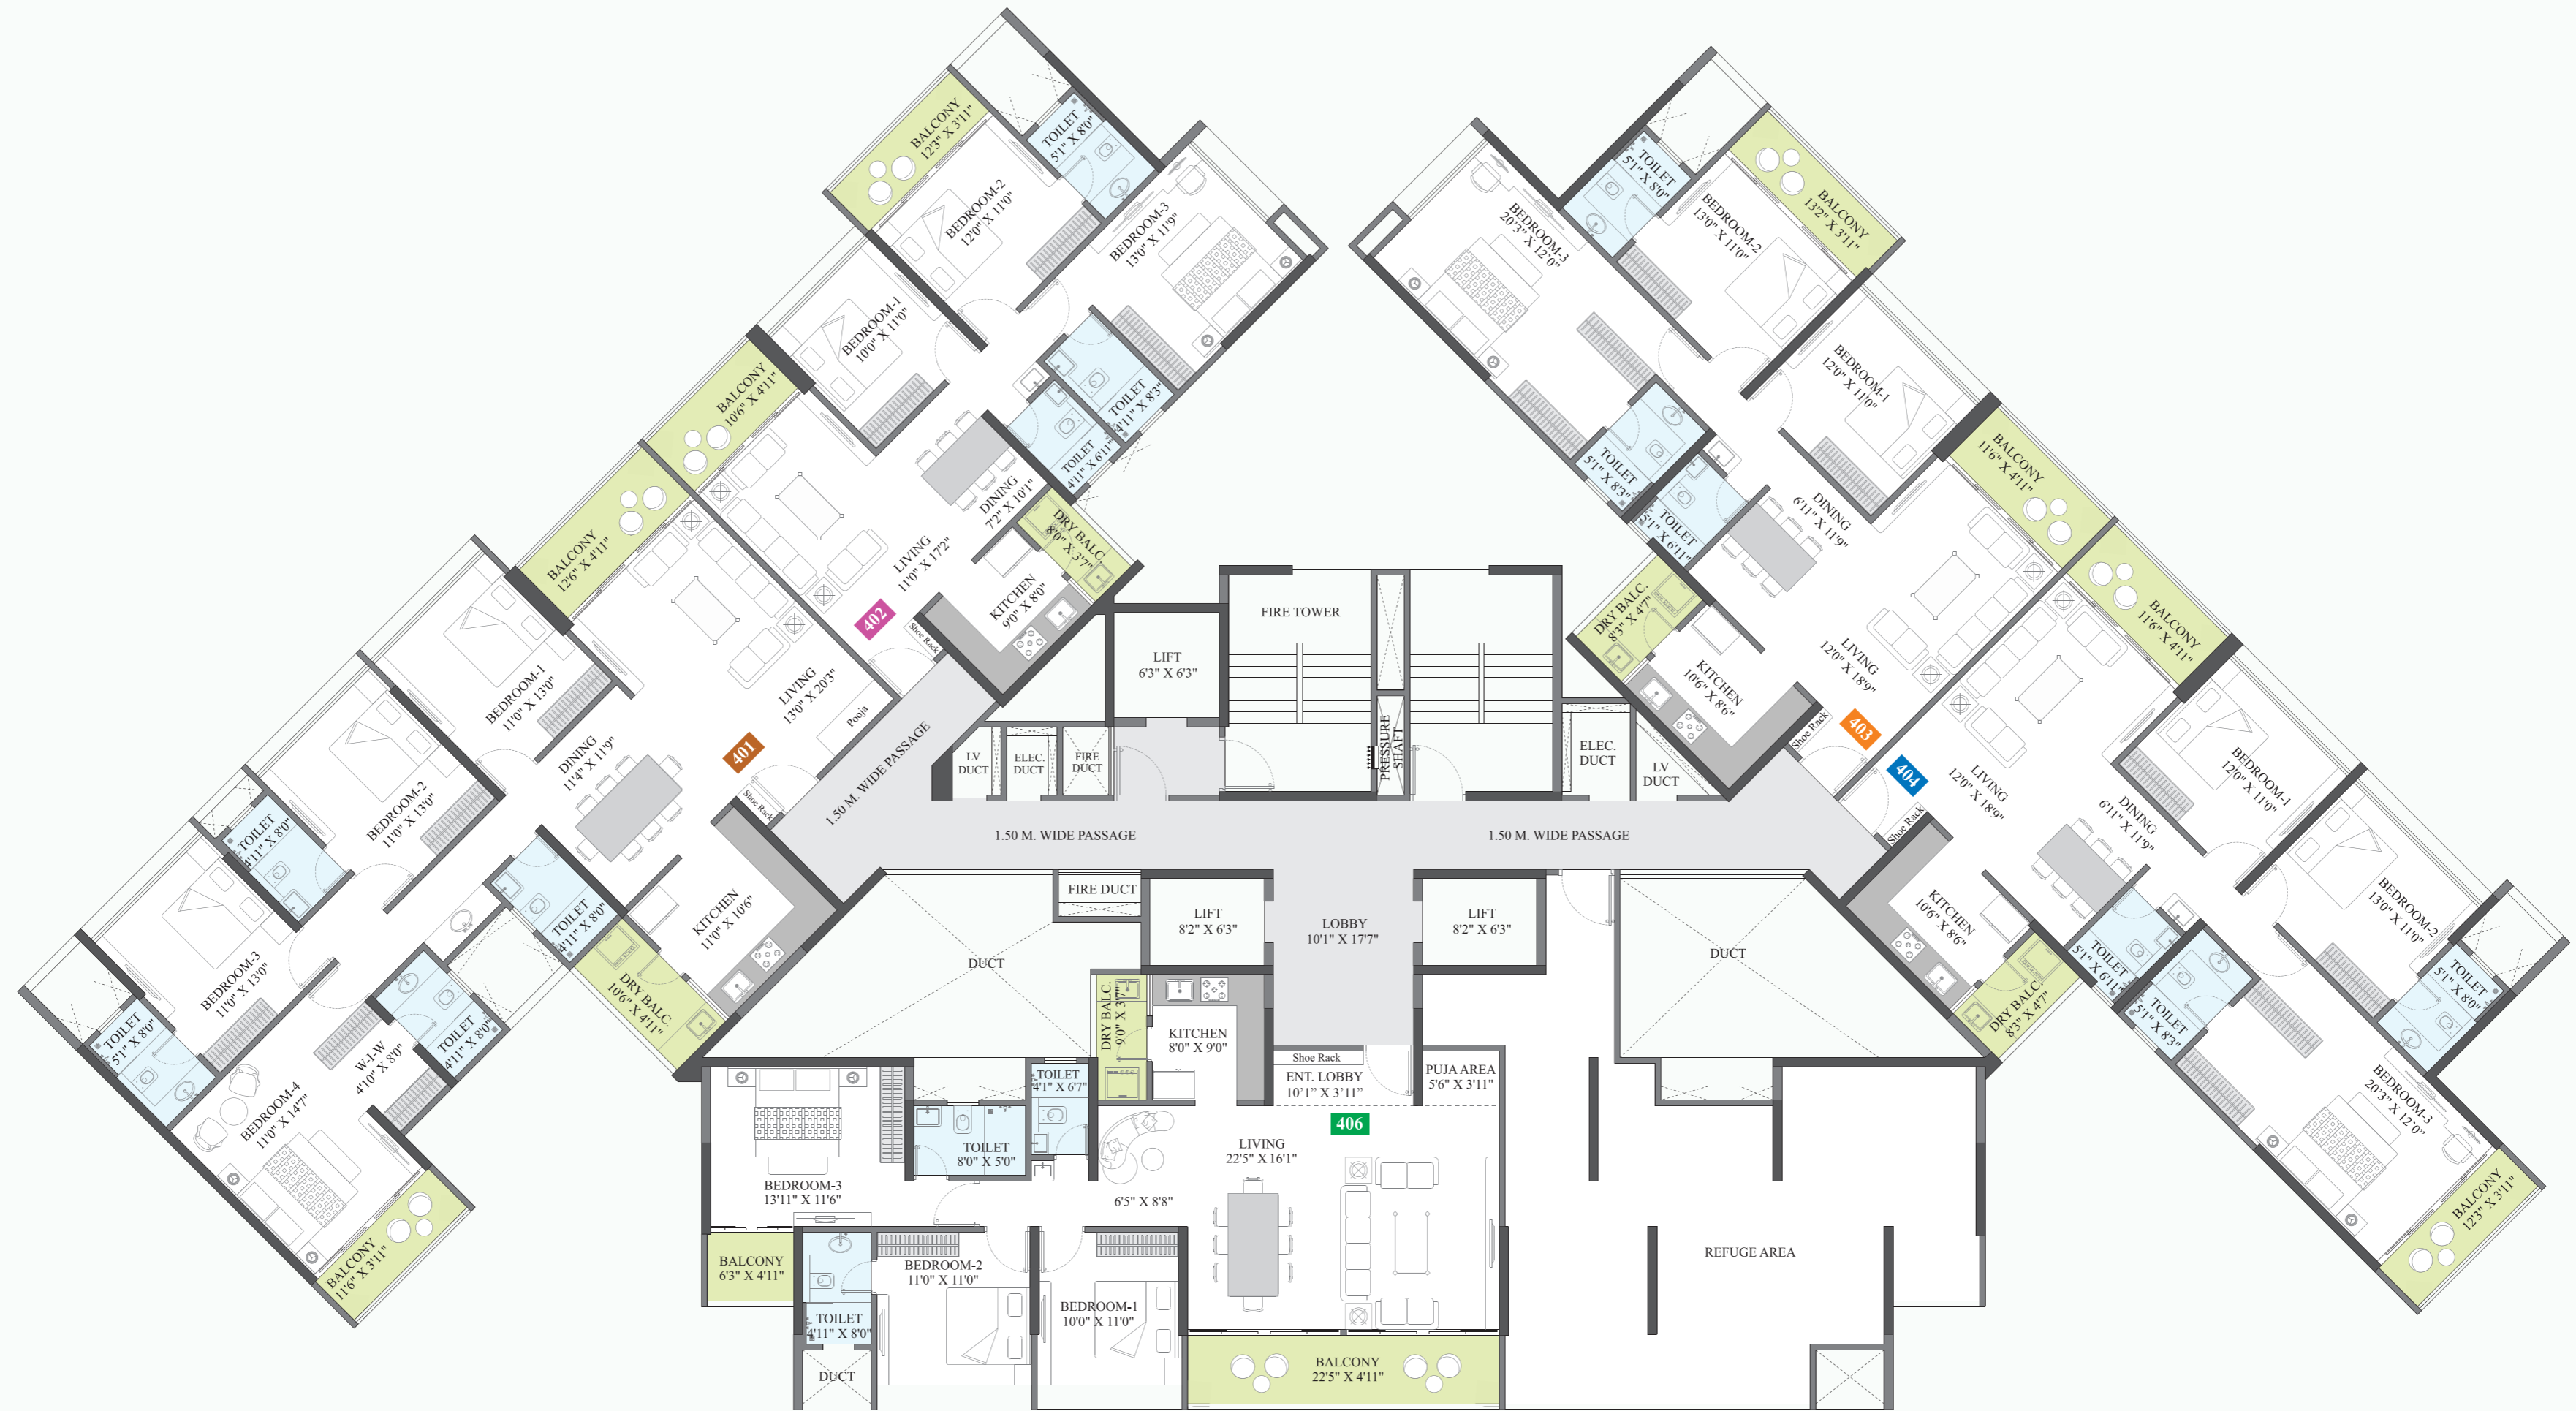 BALCONY
12'3" X 3'11"
TOILET
5'1" X 8'0"
BEDROOM-2
12'0" X 11'0"
BEDROOM-3
13'0" X 11'9"
BEDROOM-1
10'0" X 11'0"
BALCONY
10'6" X 4'11"
TOILET
4'11" X 8'3"
TOILET
4'11" X 6'11"
DINING
7'2" X 10'1"
LIVING
11'0" X 17'2"
DRY BALC.
8'0" X 3'7"
KITCHEN
9'0" X 8'0"
402
Shoe Rack
BALCONY
12'6" X 4'11"
BEDROOM-1
11'0" X 13'0"
LIVING
13'0" X 20'3"
Pooja
401
Shoe Rack
DINING
11'4" X 11'9"
BEDROOM-2
11'0" X 13'0"
TOILET
4'11" X 8'0"
KITCHEN
11'0" X 10'6"
TOILET
4'11" X 8'0"
DRY BALC.
10'6" X 4'11"
BEDROOM-3
11'0" X 13'0"
TOILET
5'1" X 8'0"
TOILET
4'11" X 8'0"
W-I-W
4'10" X 8'0"
BEDROOM-4
11'0" X 14'7"
BALCONY
11'6" X 3'11"
TOILET
5'1" X 8'0"
BALCONY
13'2" X 3'11"
BEDROOM-3
20'3" X 12'0"
BEDROOM-2
13'0" X 11'0"
BEDROOM-1
12'0" X 11'0"
BALCONY
11'6" X 4'11"
TOILET
5'1" X 8'3"
TOILET
5'1" X 6'11"
DINING
6'11" X 11'9"
DRY BALC.
8'3" X 4'7"
KITCHEN
10'6" X 8'6"
LIVING
12'0" X 18'9"
Shoe Rack
403
BALCONY
11'6" X 4'11"
404
LIVING
12'0" X 18'9"
Shoe Rack
DINING
6'11" X 11'9"
BEDROOM-1
12'0" X 11'0"
BEDROOM-2
13'0" X 11'0"
KITCHEN
10'6" X 8'6"
TOILET
5'1" X 6'11"
TOILET
5'1" X 8'3"
TOILET
5'1" X 8'0"
DRY BALC.
8'3" X 4'7"
BEDROOM-3
20'3" X 12'0"
BALCONY
12'3" X 3'11"
FIRE TOWER
LIFT
6'3" X 6'3"
PRESSURE
SHAFT
LV
DUCT
ELEC.
DUCT
FIRE
DUCT
ELEC.
DUCT
LV
DUCT
1.50 M. WIDE PASSAGE
1.50 M. WIDE PASSAGE
1.50 M. WIDE PASSAGE
FIRE DUCT
LIFT
8'2" X 6'3"
LOBBY
10'1" X 17'7"
LIFT
8'2" X 6'3"
DUCT
DUCT
DRY BALC.
9'0" X 3'7"
KITCHEN
8'0" X 9'0"
Shoe Rack
ENT. LOBBY
10'1" X 3'11"
PUJA AREA
5'6" X 3'11"
406
TOILET
4'1" X 6'7"
TOILET
8'0" X 5'0"
LIVING
22'5" X 16'1"
BEDROOM-3
13'11" X 11'6"
6'5" X 8'8"
BALCONY
6'3" X 4'11"
BEDROOM-2
11'0" X 11'0"
BEDROOM-1
10'0" X 11'0"
TOILET
4'11" X 8'0"
DUCT
BALCONY
22'5" X 4'11"
REFUGE AREA